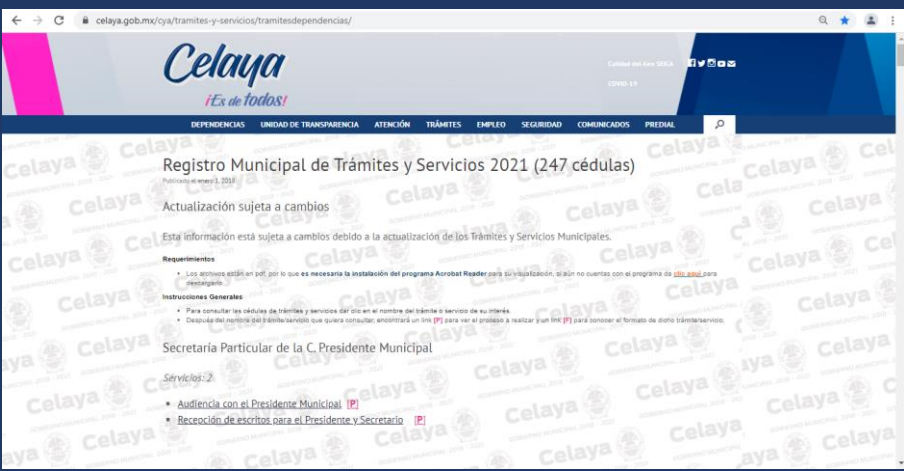 celaya.gob.mx/cya/tramites-y-servicios/tramitesdependencias/
Celaya
¡Es de todos!
Calidad del Aire SEICA
COVID-19
DEPENDENCIAS UNIDAD DE TRANSPARENCIA ATENCIÓN TRÁMITES EMPLEO SEGURIDAD COMUNICADOS PREDIAL
Registro Municipal de Trámites y Servicios 2021 (247 cédulas)
Publicado el enero 3, 2018
Actualización sujeta a cambios
Esta información está sujeta a cambios debido a la actualización de los Trámites y Servicios Municipales.
Requerimientos
• Los archivos están en pdf, por lo que es necesaria la instalación del programa Acrobat Reader para su visualización, si aún no cuentas con el programa de clic aquí para
descargarlo.
Instrucciones Generales
• Para consultar las cédulas de trámites y servicios dar clic en el nombre del trámite o servicio de su interés.
• Después del nombre del trámite/servicio que quiera consultar, encontrará un link [P] para ver el proceso a realizar y un link [F] para conocer el formato de dicho trámite/servicio.
Secretaría Particular de la C. Presidente Municipal
Servicios: 2
• Audiencia con el Presidente Municipal [P]
• Recepción de escritos para el Presidente y Secretario [P]